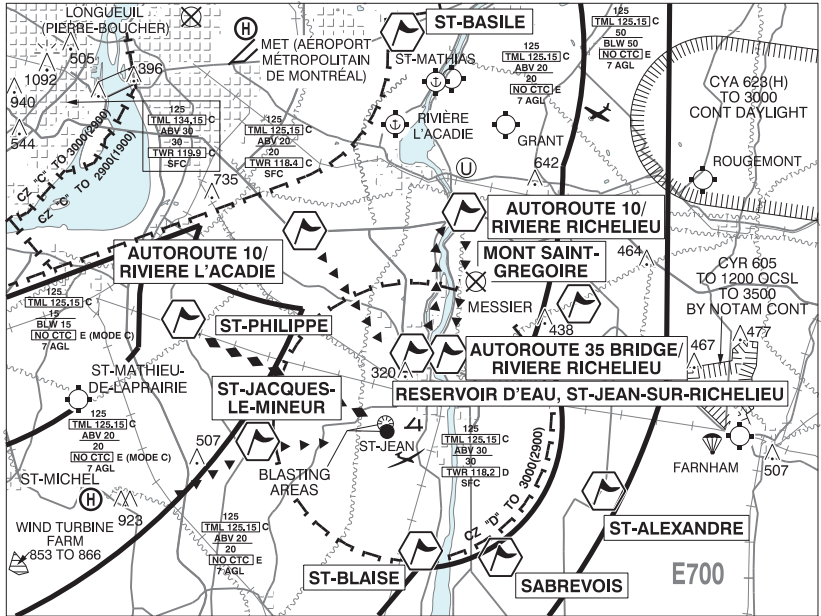 LONGUEUIL
(PIERRE-BOUCHER)
505
1092
396
940
544
H
MET (AÉROPORT
MÉTROPOLITAIN
DE MONTRÉAL)
ST-BASILE
ST-MATHIAS
RIVIÈRE
L'ACADIE
125
TML 125.15 C
ABV 20
20
NO CTC E
7 AGL
125
TML 125.15 C
50
BLW 50
NO CTC E
7 AGL
CYA 623(H)
TO 3000
CONT DAYLIGHT
GRANT
642
ROUGEMONT
125
TML 134.15 C
ABV 30
30
TWR 119.9 C
SFC
125
TML 125.15 C
ABV 20
20
TWR 118.4 C
SFC
CZ "C" TO 3000(2900)
CZ "C" TO 2900(1900)
735
U
AUTOROUTE 10/
RIVIERE RICHELIEU
AUTOROUTE 10/
RIVIERE L'ACADIE
MONT SAINT-
GREGOIRE
464
CYR 605
TO 1200 OCSL
TO 3500
BY NOTAM CONT
MESSIER
125
TML 125.15 C
15
BLW 15
NO CTC E (MODE C)
7 AGL
ST-PHILIPPE
438
477
467
AUTOROUTE 35 BRIDGE/
RIVIERE RICHELIEU
320
ST-MATHIEU-
DE-LAPRAIRIE
ST-JACQUES-
LE-MINEUR
RESERVOIR D'EAU, ST-JEAN-SUR-RICHELIEU
125
TML 125.15 C
ABV 20
20
NO CTC E (MODE C)
7 AGL
507
ST-JEAN
BLASTING
AREAS
125
TML 125.15 C
ABV 30
30
TWR 118.2 D
SFC
FARNHAM
507
ST-MICHEL
H
923
WIND TURBINE
FARM
853 TO 866
125
TML 125.15 C
ABV 20
20
NO CTC E
7 AGL
CZ "D" TO 3000(2900)
ST-ALEXANDRE
ST-BLAISE
SABREVOIS
E700